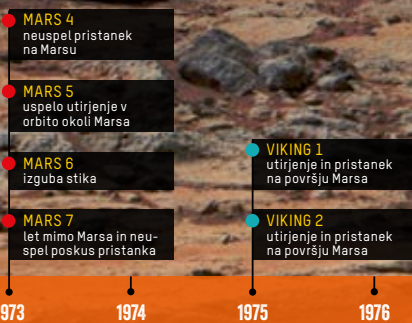 MARS 4
neuspel pristanek
na Marsu
MARS 5
uspelo utirjenje v
orbito okoli Marsa
MARS 6
izguba stika
MARS 7
let mimo Marsa in neu-
spel poskus pristanka
VIKING 1
utirjenje in pristanek
na površju Marsa
VIKING 2
utirjenje in pristanek
na površju Marsa
973 1974 1975 1976